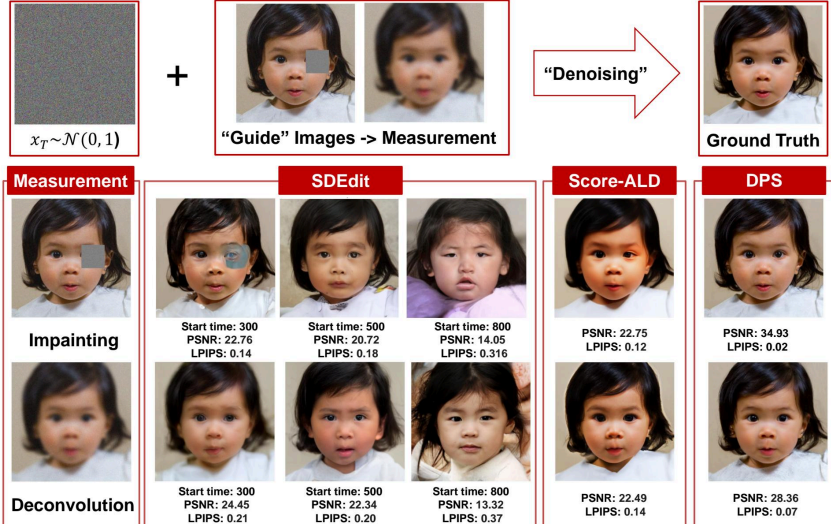 +
x_T~𝒩(0, 1)
"Guide" Images -> Measurement
"Denoising"
Ground Truth
Measurement
SDEdit
Score-ALD
DPS
Impainting
Start time: 300
PSNR: 22.76
LPIPS: 0.14
Start time: 500
PSNR: 20.72
LPIPS: 0.18
Start time: 800
PSNR: 14.05
LPIPS: 0.316
PSNR: 22.75
LPIPS: 0.12
PSNR: 34.93
LPIPS: 0.02
Deconvolution
Start time: 300
PSNR: 24.45
LPIPS: 0.21
Start time: 500
PSNR: 22.34
LPIPS: 0.20
Start time: 800
PSNR: 13.32
LPIPS: 0.37
PSNR: 22.49
LPIPS: 0.14
PSNR: 28.36
LPIPS: 0.07